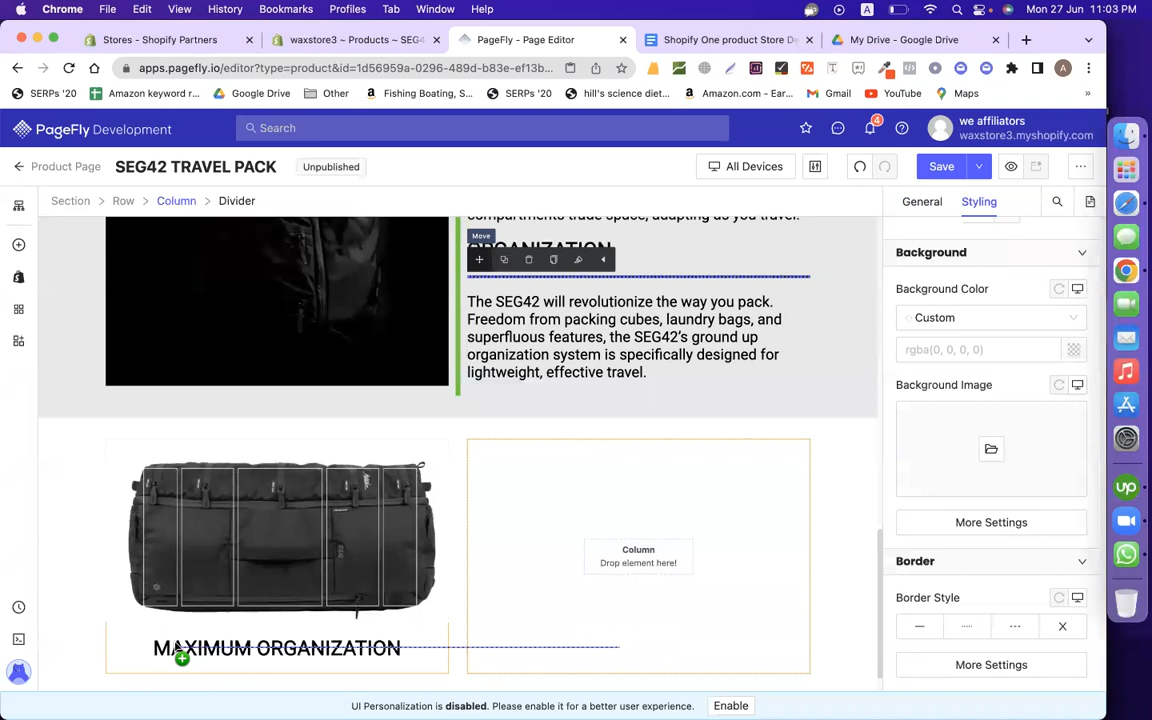 Chrome File Edit View History Bookmarks Profiles Tab Window Help A Mon 27 Jun 11:03 PM
Stores - Shopify Partners waxstore3 ~ Products ~ SEG4 PageFly - Page Editor Shopify One product Store De My Drive - Google Drive
apps.pagefly.io/editor?type=product&id=1d56959a-0296-489d-b83e-ef13b... A
SERPs '20 Amazon keyword r... Google Drive Other Fishing Boating, S... SERPs '20 hill's science diet... Amazon.com - Ear... Gmail YouTube Maps »
PageFly Development Search 4 we affiliators
waxstore3.myshopify.com
Product Page SEG42 TRAVEL PACK Unpublished All Devices Save
Section Row Column Divider General Styling
compartments trade space, adapting as you travel.
Move
ORGANIZATION
The SEG42 will revolutionize the way you pack.
Freedom from packing cubes, laundry bags, and
superfluous features, the SEG42's ground up
organization system is specifically designed for
lightweight, effective travel.
MAXIMUM ORGANIZATION
Column
Drop element here!
Background
Background Color
Custom
rgba(0, 0, 0, 0)
Background Image
More Settings
Border
Border Style
More Settings
UI Personalization is disabled. Please enable it for a better user experience. Enable
up